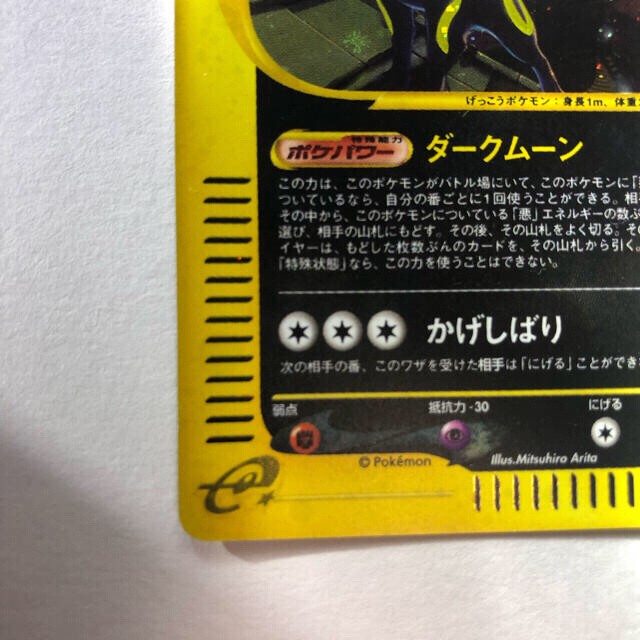 げっこうポケモン：身長1m、体重
特殊能力
ポケパワー ダークムーン
この力は、このポケモンがバトル場にいて、このポケモンに「
ついているなら、自分の番ごとに1回使うことができる。相
その中から、このポケモンについている「悪」エネルギーの数ぶ
選び、相手の山札にもどす。その後、その山札をよく切る。そ
イヤーは、もどした枚数ぶんのカードを、その山札から引く。
「特殊状態」なら、この力を使うことはできない。
かげしばり
次の相手の番、このワザを受けた相手は「にげる」ことができ
弱点 抵抗力 -30 にげる
© Pokémon Illus.Mitsuhiro Arita
e